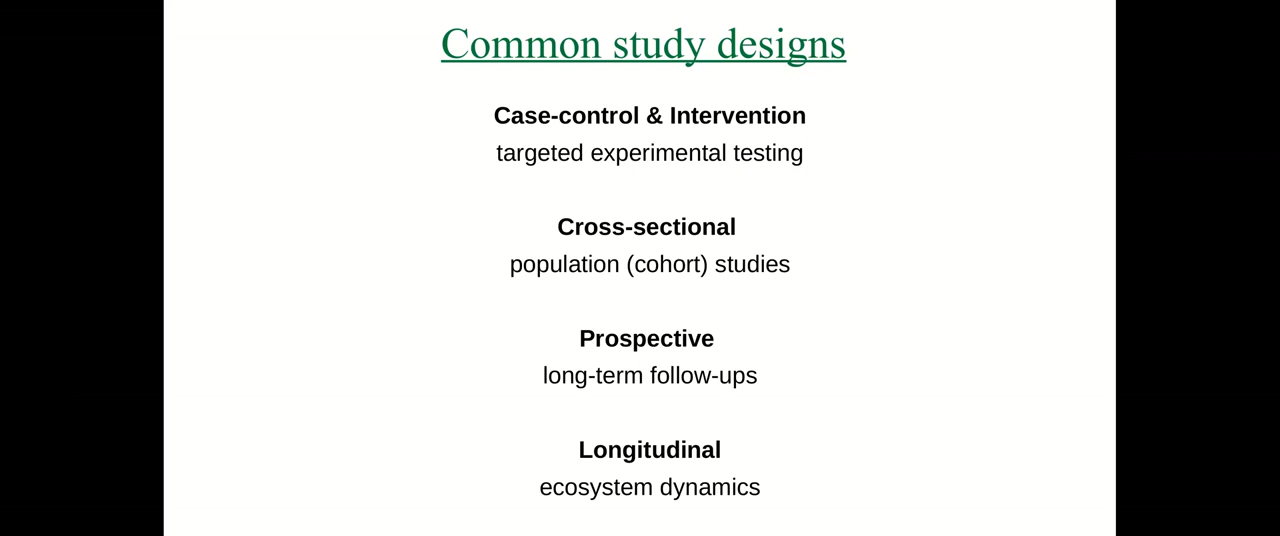 Common study designs
Case-control & Intervention
targeted experimental testing
Cross-sectional
population (cohort) studies
Prospective
long-term follow-ups
Longitudinal
ecosystem dynamics